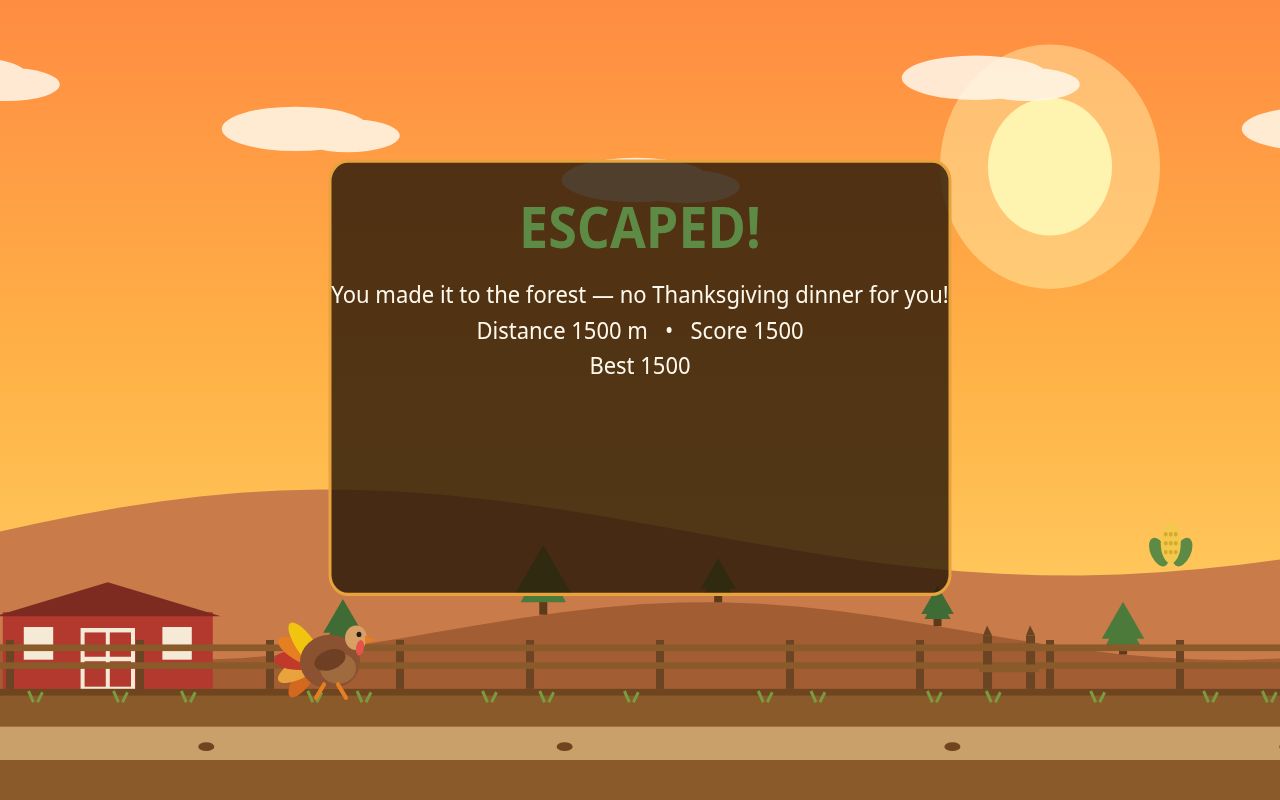 ESCAPED!
You made it to the forest — no Thanksgiving dinner for you!
Distance 1500 m • Score 1500
Best 1500